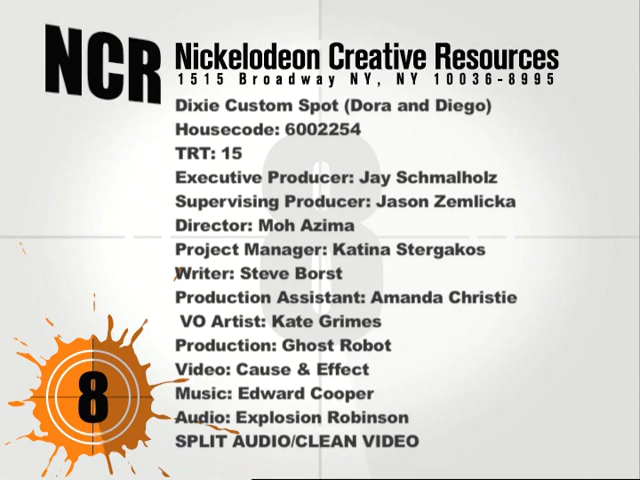 NCR Nickelodeon Creative Resources
1515 Broadway NY, NY 10036-8995
Dixie Custom Spot (Dora and Diego)
Housecode: 6002254
TRT: 15
Executive Producer: Jay Schmalholz
Supervising Producer: Jason Zemlicka
Director: Moh Azima
Project Manager: Katina Stergakos
Writer: Steve Borst
Production Assistant: Amanda Christie
VO Artist: Kate Grimes
Production: Ghost Robot
Video: Cause & Effect
Music: Edward Cooper
Audio: Explosion Robinson
SPLIT AUDIO/CLEAN VIDEO
8
8